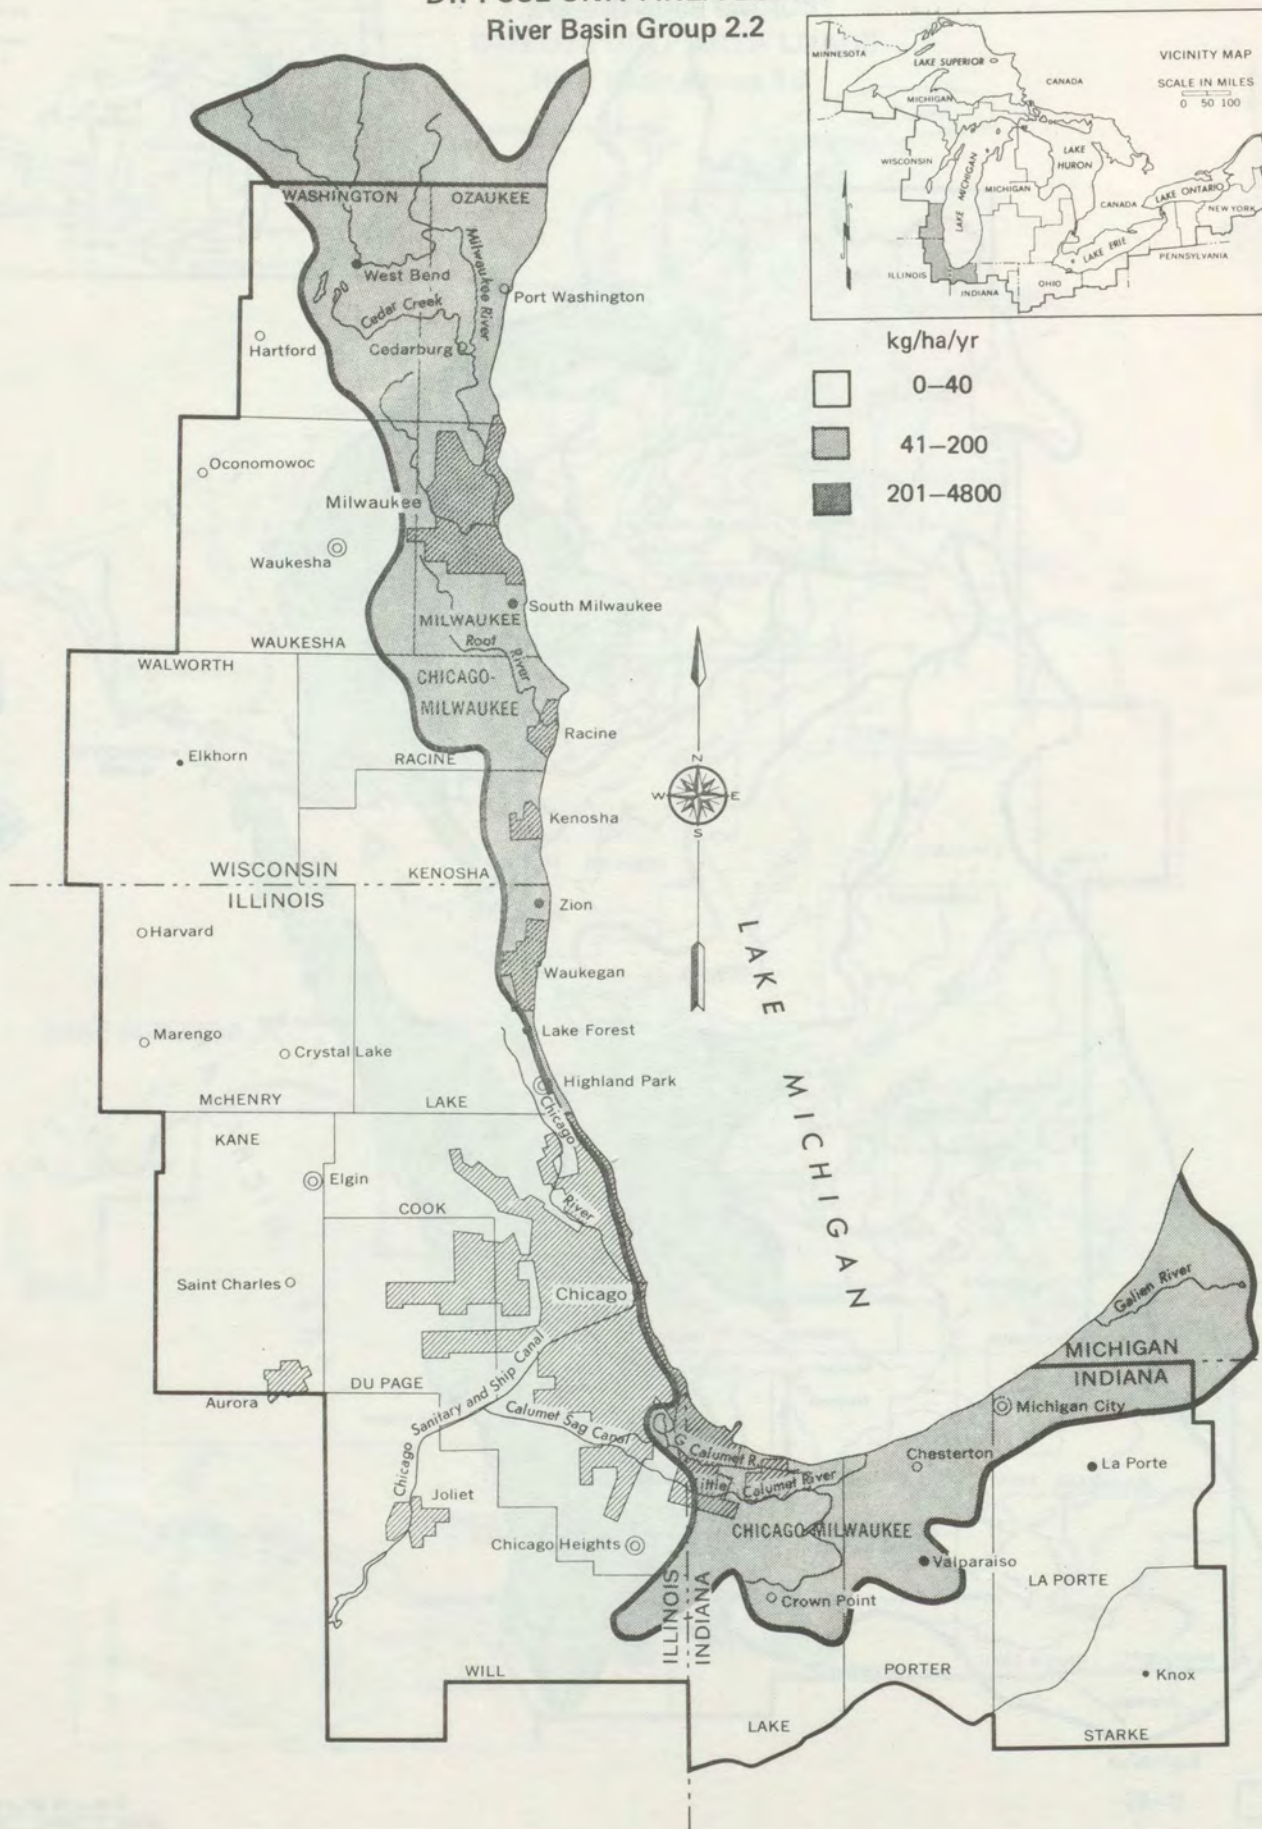 River Basin Group 2.2
MINNESOTA
LAKE SUPERIOR
CANADA
MICHIGAN
WISCONSIN
LAKE MICHIGAN
MICHIGAN
LAKE HURON
CANADA
LAKE ONTARIO
NEW YORK
LAKE ERIE
PENNSYLVANIA
ILLINOIS
INDIANA
OHIO
VICINITY MAP
SCALE IN MILES
0 50 100
kg/ha/yr
0–40
41–200
201–4800
WASHINGTON
OZAUKEE
West Bend
Milwaukee River
Port Washington
Cedar Creek
Hartford
Cedarburg
Oconomowoc
Milwaukee
Waukesha
South Milwaukee
MILWAUKEE
WAUKESHA
Root River
WALWORTH
CHICAGO-
MILWAUKEE
Racine
Elkhorn
RACINE
Kenosha
N
W E
S
WISCONSIN
KENOSHA
ILLINOIS
Zion
Harvard
Waukegan
LAKE MICHIGAN
Marengo
Crystal Lake
Lake Forest
Highland Park
McHENRY
LAKE
Chicago River
KANE
Elgin
COOK
Saint Charles
Chicago
Galien River
MICHIGAN
INDIANA
DU PAGE
Aurora
Chicago Sanitary and Ship Canal
Calumet Sag Canal
Michigan City
G. Calumet R.
Chesterton
La Porte
Little Calumet River
Joliet
CHICAGO-MILWAUKEE
Chicago Heights
Valparaiso
LA PORTE
Crown Point
ILLINOIS
INDIANA
WILL
PORTER
Knox
LAKE
STARKE